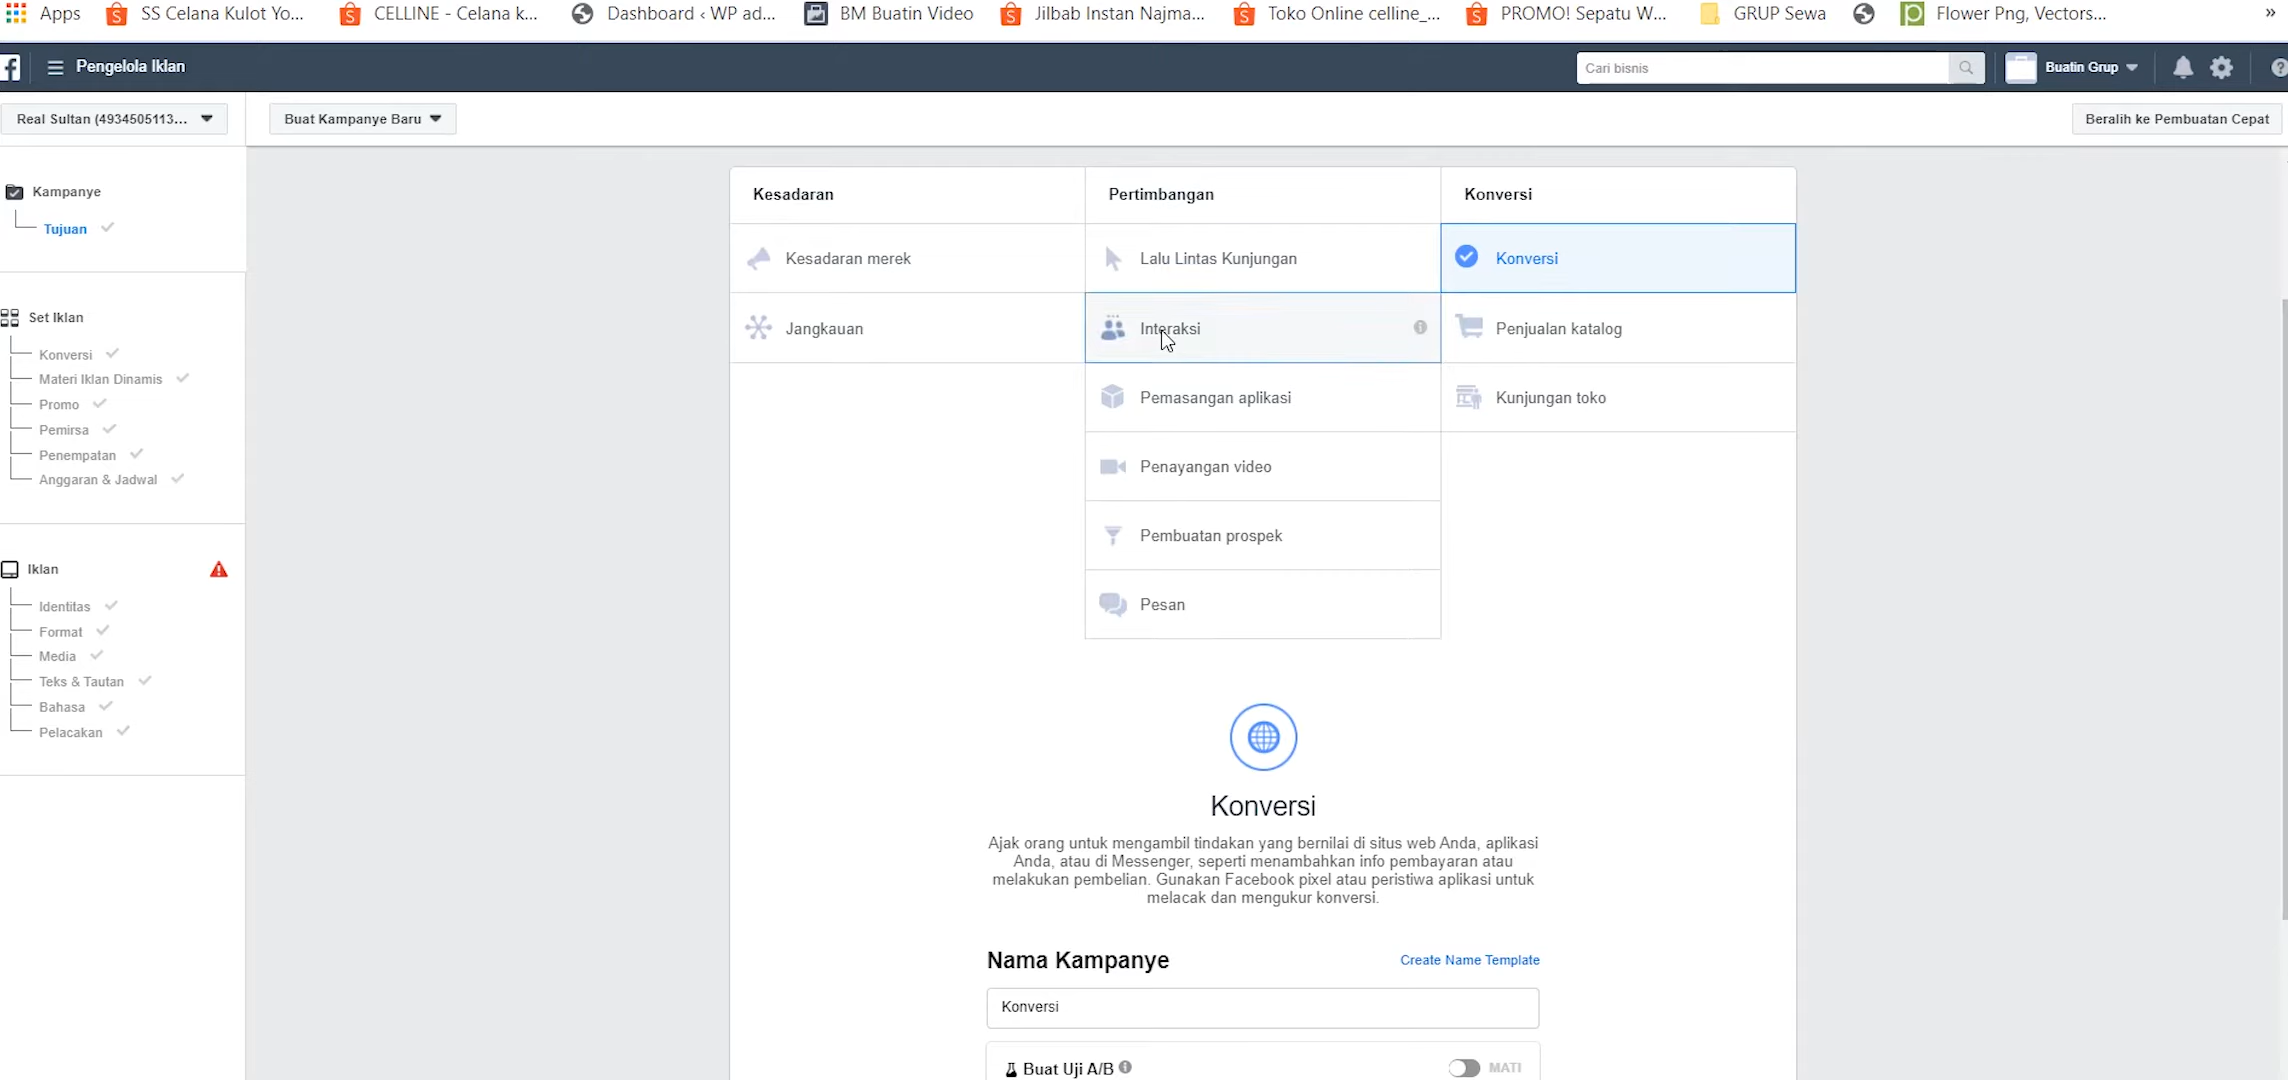 Apps SS Celana Kulot Yo... CELLINE - Celana k... Dashboard ‹ WP ad... BM Buatin Video Jilbab Instan Najma... Toko Online celline_... PROMO! Sepatu W... GRUP Sewa Flower Png, Vectors... »
Pengelola Iklan Cari bisnis Buatin Grup
Real Sultan (4934505113... Buat Kampanye Baru Beralih ke Pembuatan Cepat
Kampanye
Tujuan
Set Iklan
Konversi
Materi Iklan Dinamis
Promo
Pemirsa
Penempatan
Anggaran & Jadwal
Iklan
Identitas
Format
Media
Teks & Tautan
Bahasa
Pelacakan
Kesadaran Pertimbangan Konversi
Kesadaran merek Lalu Lintas Kunjungan Konversi
Jangkauan Interaksi Penjualan katalog
Pemasangan aplikasi Kunjungan toko
Penayangan video
Pembuatan prospek
Pesan
Konversi
Ajak orang untuk mengambil tindakan yang bernilai di situs web Anda, aplikasi
Anda, atau di Messenger, seperti menambahkan info pembayaran atau
melakukan pembelian. Gunakan Facebook pixel atau peristiwa aplikasi untuk
melacak dan mengukur konversi.
Nama Kampanye Create Name Template
Konversi
Buat Uji A/B MATI